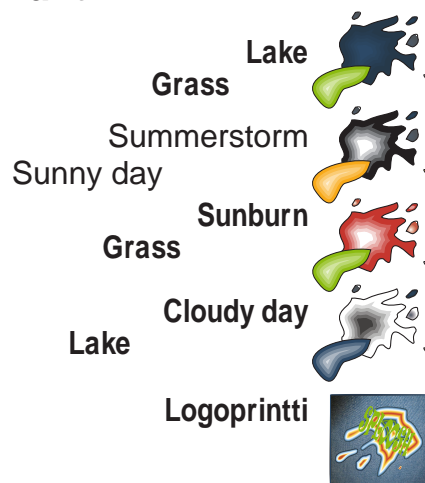 Lake
Grass
Summerstorm
Sunny day
Sunburn
Grass
Cloudy day
Lake
Logoprintti